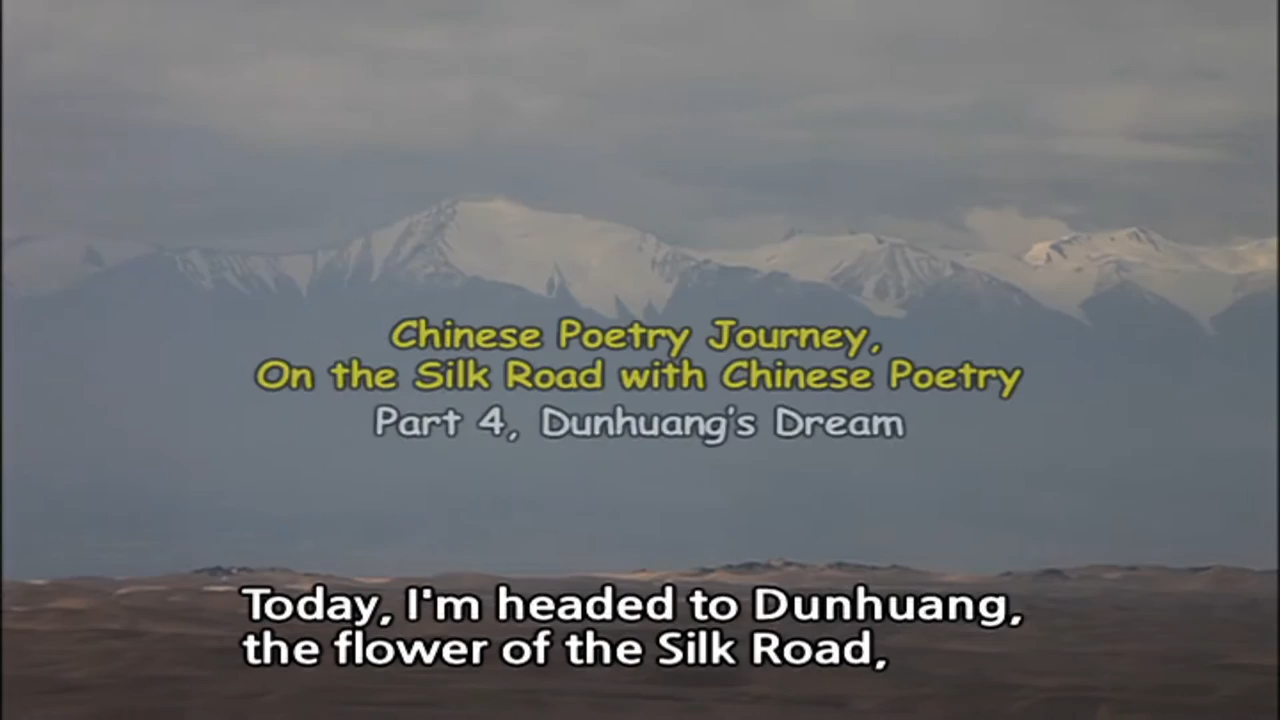 Chinese Poetry Journey,
On the Silk Road with Chinese Poetry
Part 4, Dunhuang's Dream
Today, I'm headed to Dunhuang,
the flower of the Silk Road,